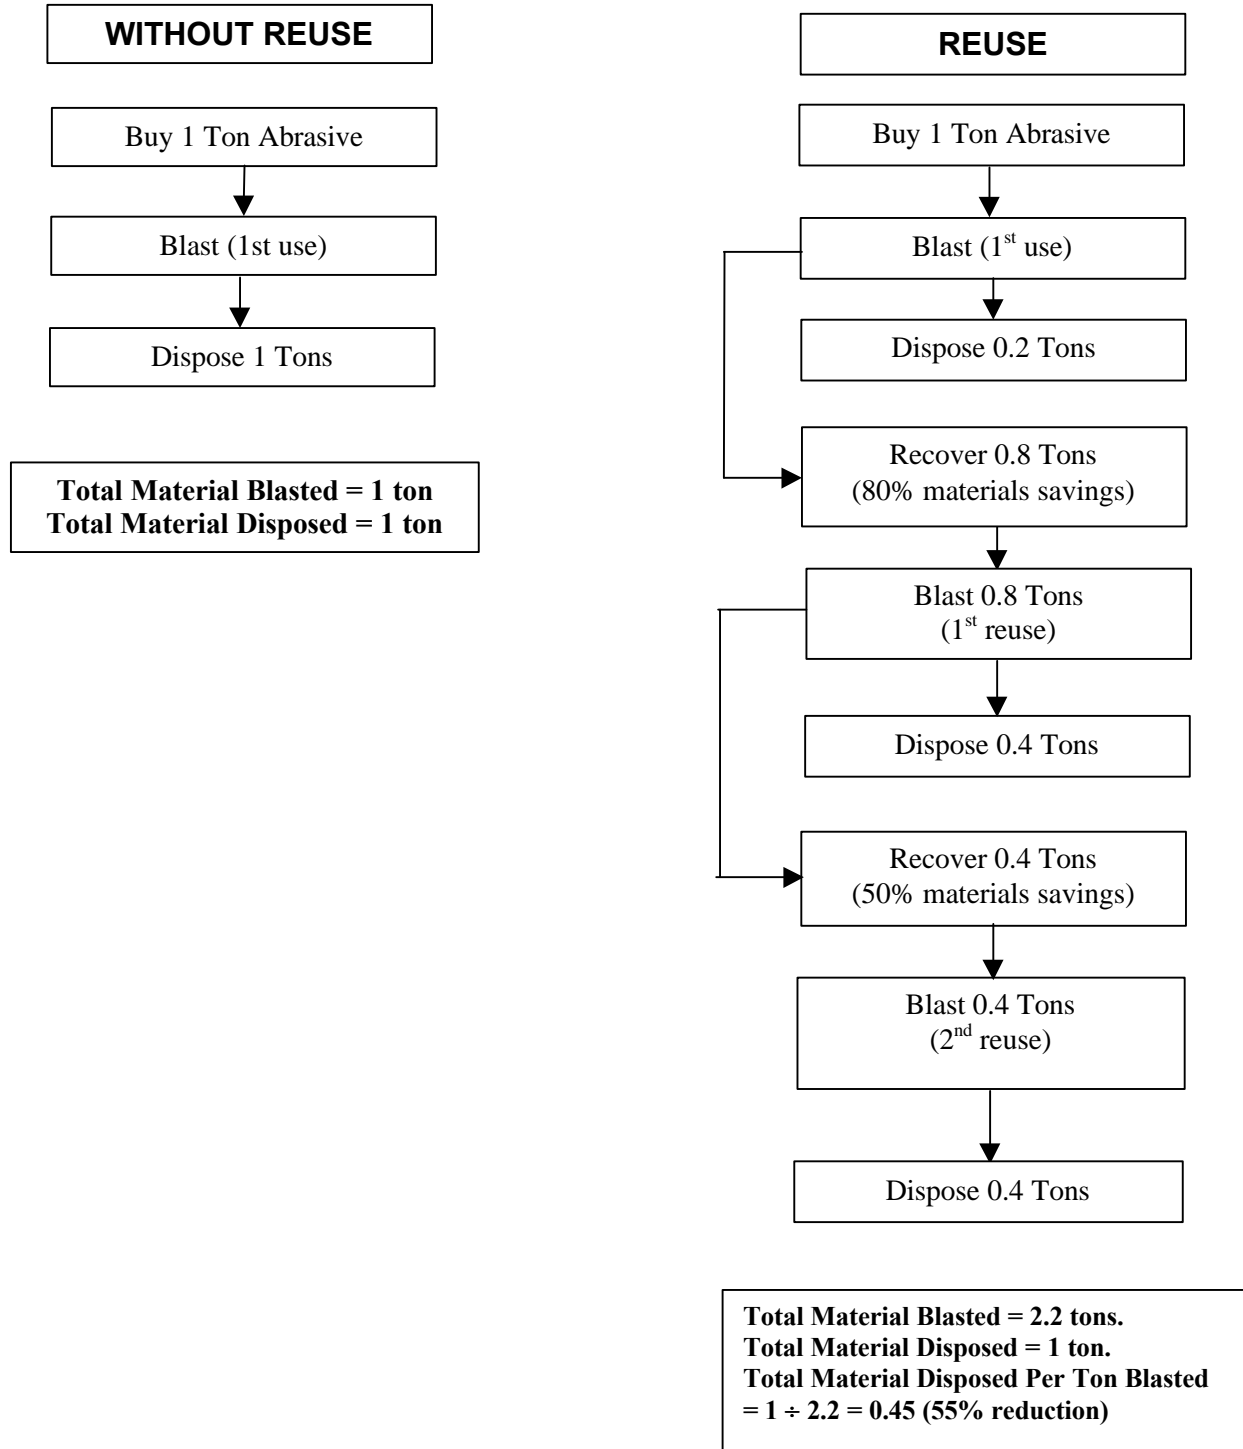 WITHOUT REUSE
Buy 1 Ton Abrasive
Blast (1st use)
Dispose 1 Tons
Total Material Blasted = 1 ton
Total Material Disposed = 1 ton
REUSE
Buy 1 Ton Abrasive
Blast (1st use)
Dispose 0.2 Tons
Recover 0.8 Tons
(80% materials savings)
Blast 0.8 Tons
(1st reuse)
Dispose 0.4 Tons
Recover 0.4 Tons
(50% materials savings)
Blast 0.4 Tons
(2nd reuse)
Dispose 0.4 Tons
Total Material Blasted = 2.2 tons.
Total Material Disposed = 1 ton.
Total Material Disposed Per Ton Blasted
= 1 ÷ 2.2 = 0.45 (55% reduction)